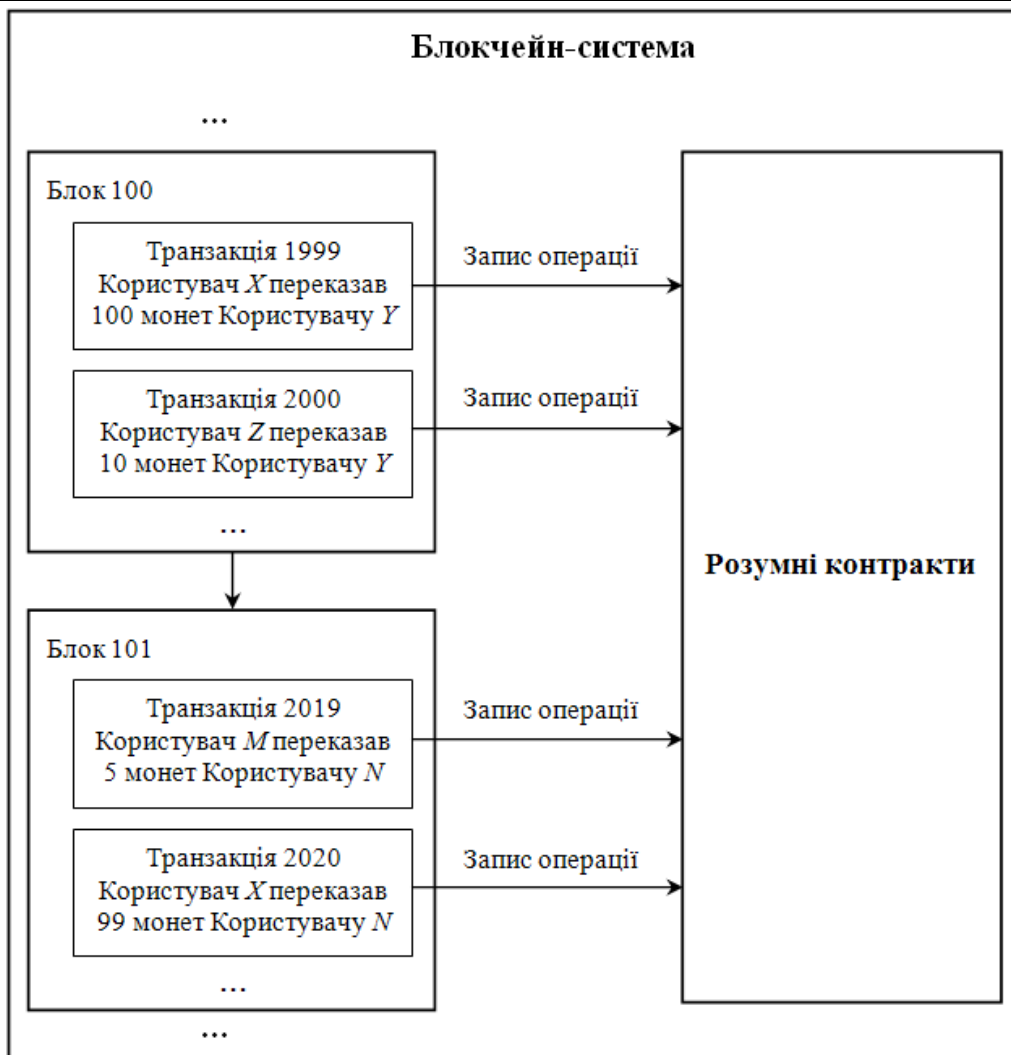 Блокчейн-система
...
Блок 100
Транзакція 1999
Користувач X переказав
100 монет Користувачу Y
Запис операції
Транзакція 2000
Користувач Z переказав
10 монет Користувачу Y
Запис операції
...
Розумні контракти
Блок 101
Транзакція 2019
Користувач M переказав
5 монет Користувачу N
Запис операції
Транзакція 2020
Користувач X переказав
99 монет Користувачу N
Запис операції
...
...